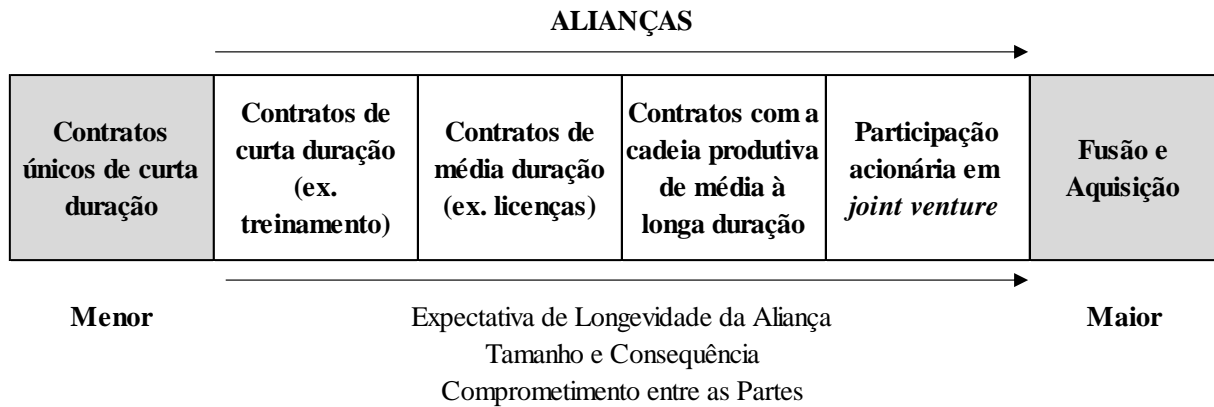 ALIANÇAS
Contratos
únicos de curta
duração
Contratos de
curta duração
(ex.
treinamento)
Contratos de
média duração
(ex. licenças)
Contratos com a
cadeia produtiva
de média à
longa duração
Participação
acionária em
joint venture
Fusão e
Aquisição
Menor
Expectativa de Longevidade da Aliança
Tamanho e Consequência
Comprometimento entre as Partes
Maior